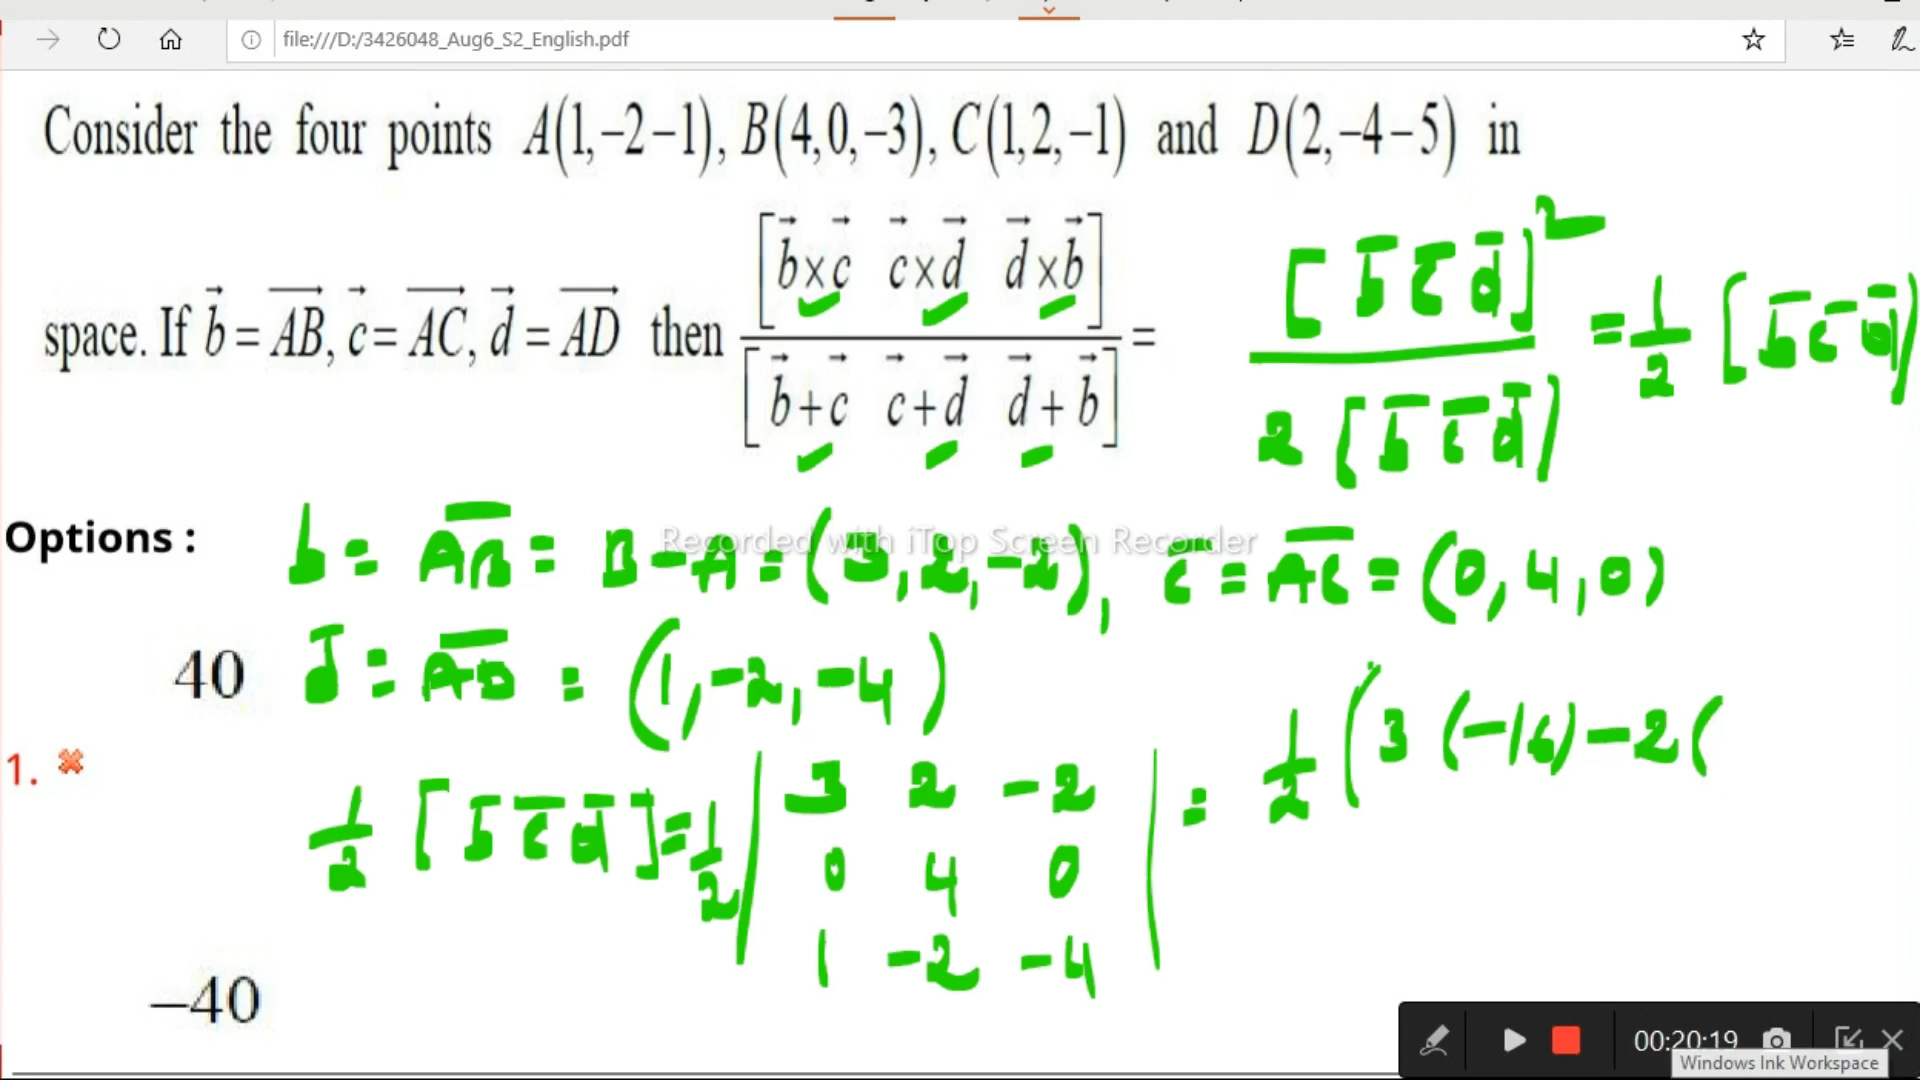 file:///D:/3426048_Aug6_S2_English.pdf
Consider the four points A(1,−2−1), B(4,0,−3), C(1,2,−1) and D(2,−4−5) in
space. If b⃗ = AB⃗, c⃗ = AC⃗, d⃗ = AD⃗ then [b⃗×c⃗ c⃗×d⃗ d⃗×b⃗] / [b⃗+c⃗ c⃗+d⃗ d⃗+b⃗] =
[b̅ c̅ d̅]² / 2[b̅ c̅ d̅] = 1/2 [b̅ c̅ d̅]
Options :
Recorded with iTop Screen Recorder
b = A̅B̅ = B − A = (3, 2, −2), c̅ = A̅C̅ = (0, 4, 0)
40
d̅ = A̅D̅ = (1, −2, −4)
1.
1/2 [b̅ c̅ d̅] = 1/2 | 3 2 −2 | = 1/2 (3 (−16) − 2 (
0 4 0
1 −2 −4
−40
00:20:19
Windows Ink Workspace